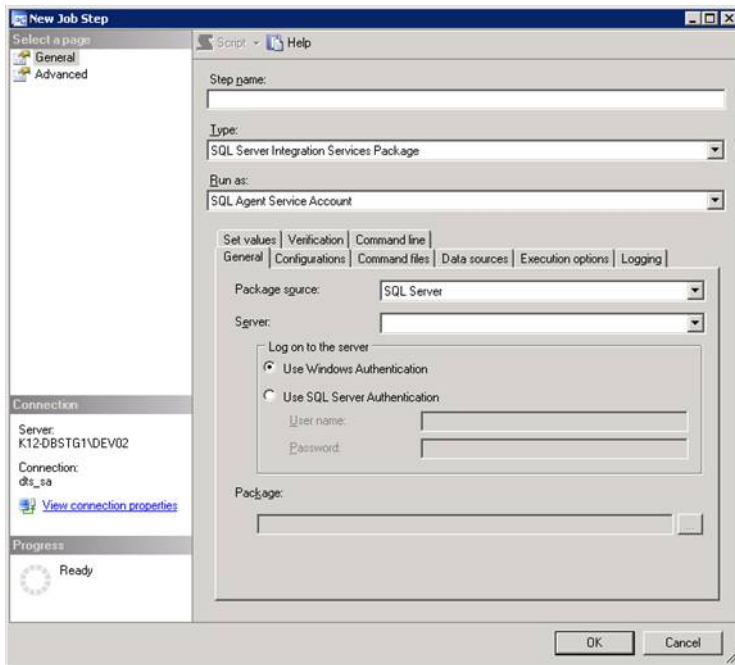 New Job Step
Select a page
General
Advanced
Script
Help
Step name:
Type:
SQL Server Integration Services Package
Run as:
SQL Agent Service Account
Set values Verification Command line
General Configurations Command files Data sources Execution options Logging
Package source:
SQL Server
Server:
Log on to the server
Use Windows Authentication
Use SQL Server Authentication
User name:
Password:
Package:
...
Connection
Server:
K12-DBSTG1\DEV02
Connection:
dts_sa
View connection properties
Progress
Ready
OK
Cancel